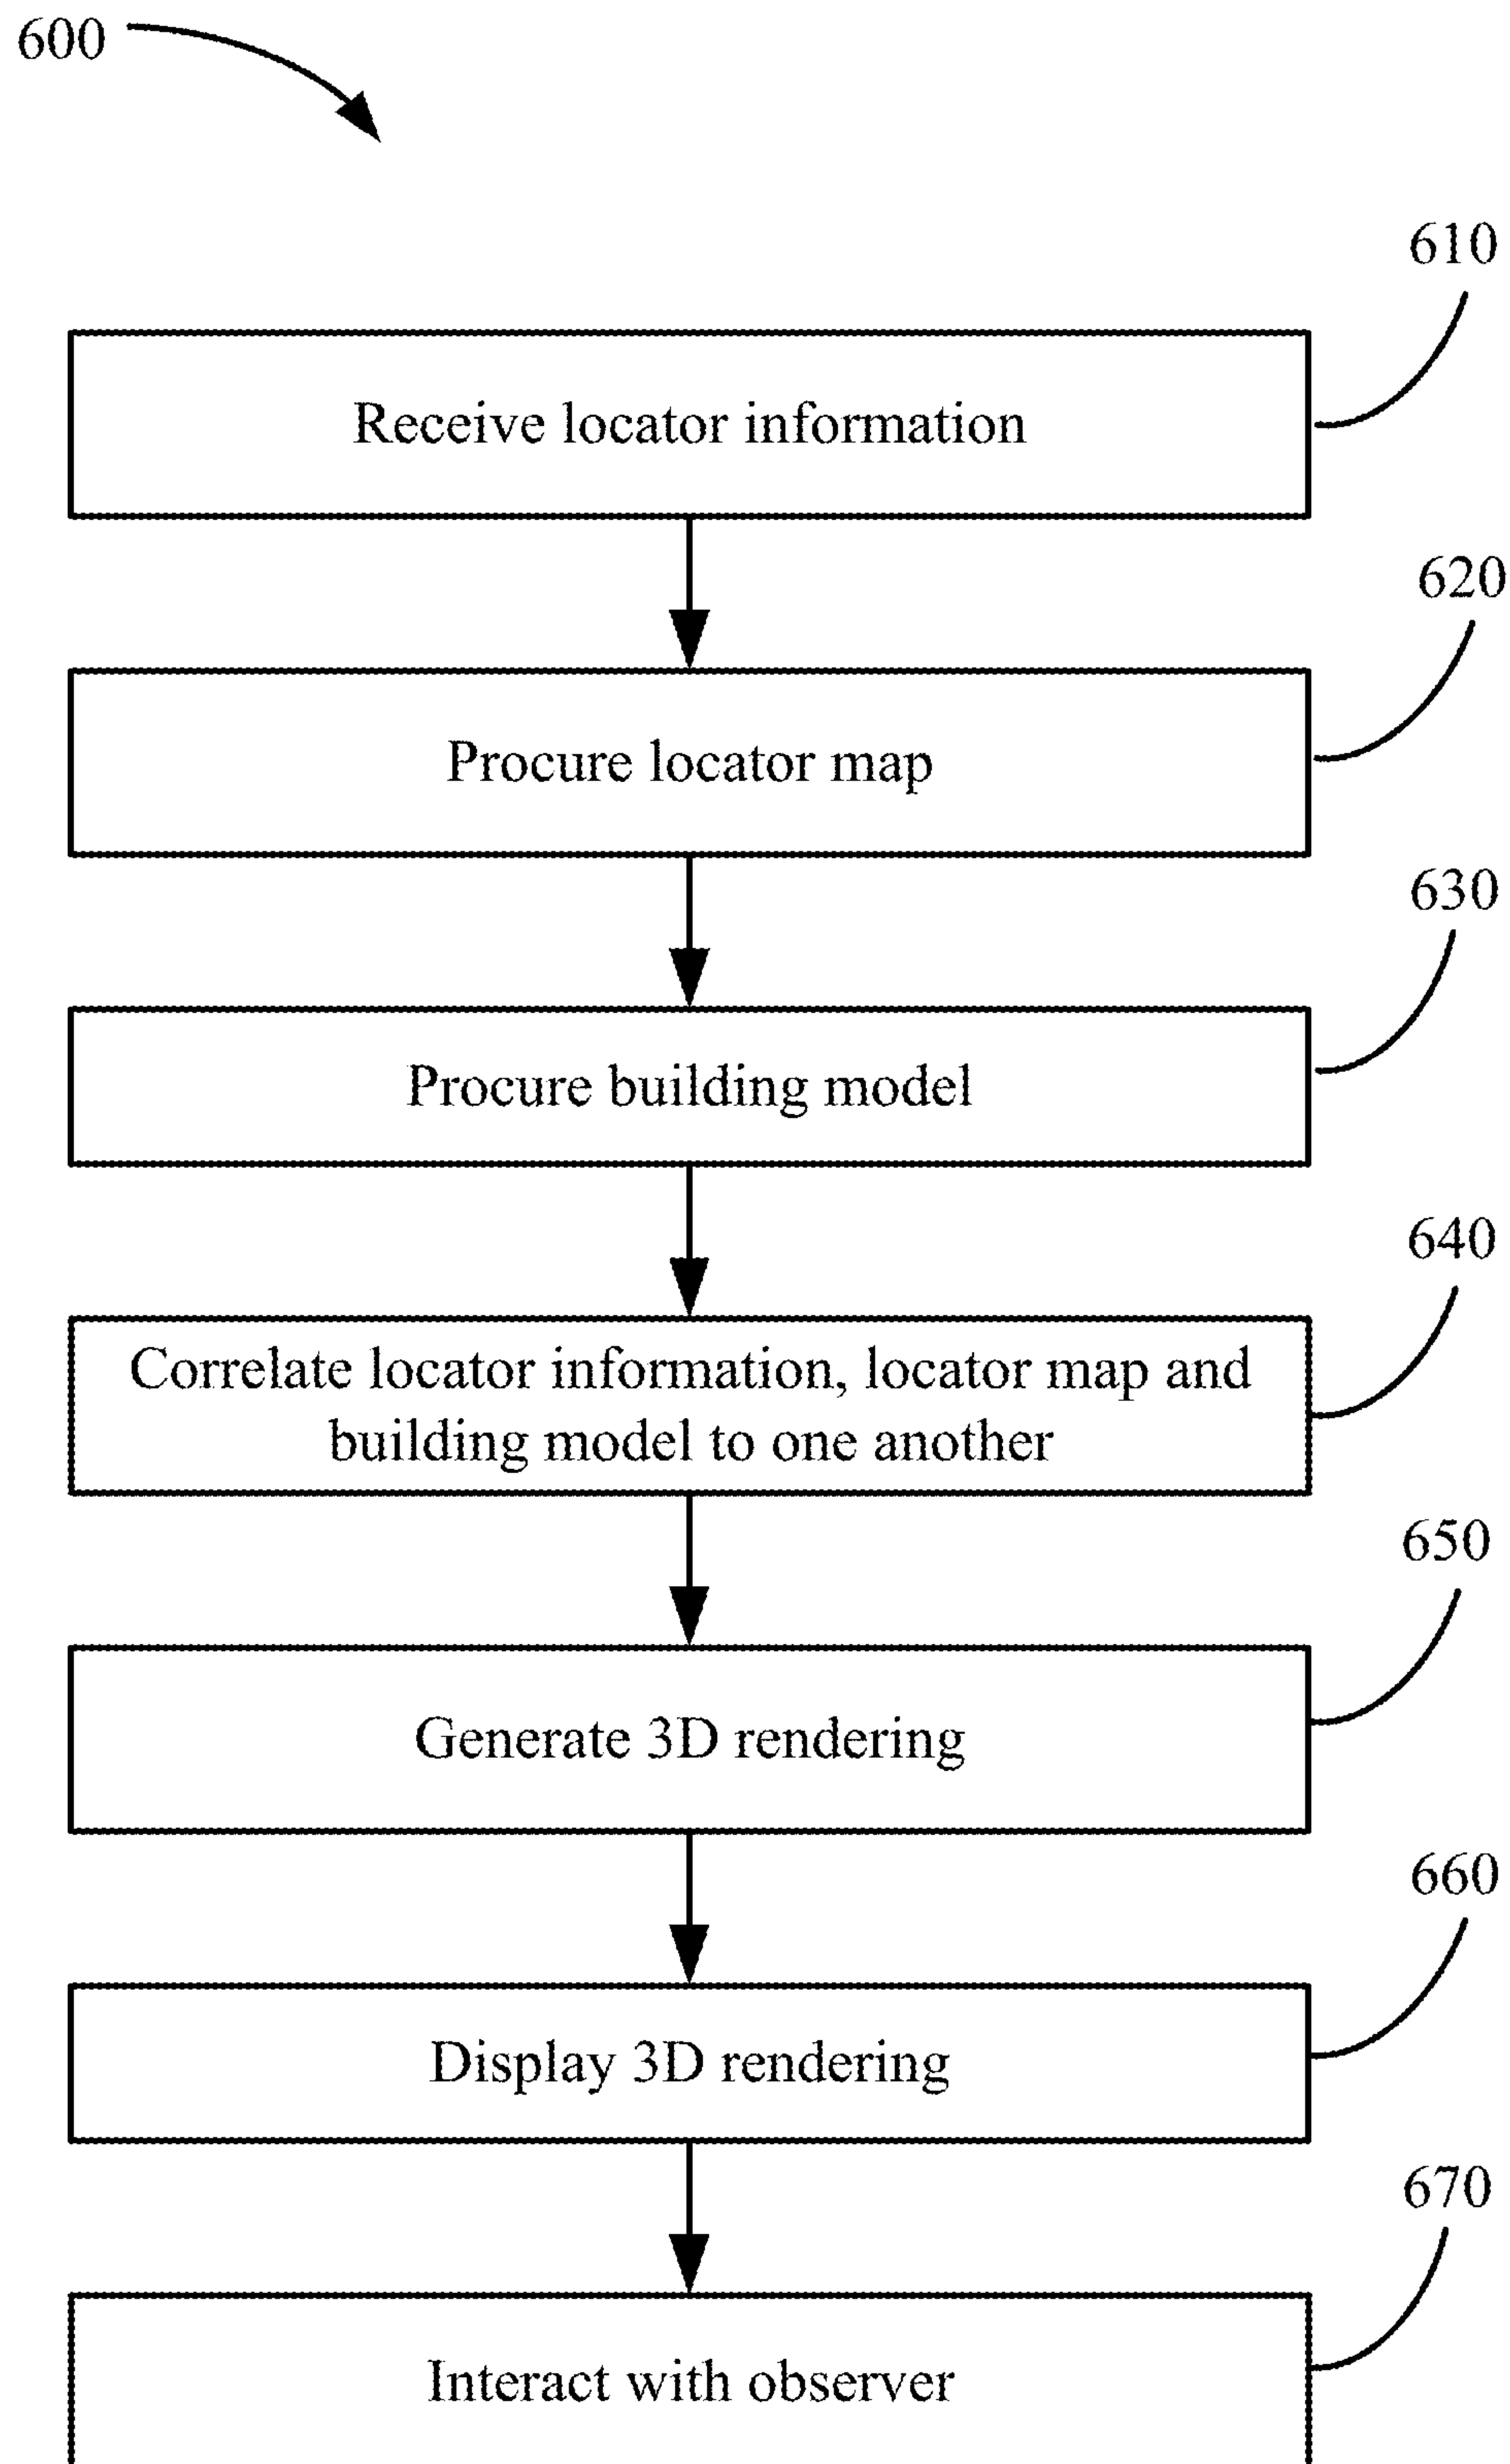 600
610
Receive locator information
620
Procure locator map
630
Procure building model
640
Correlate locator information, locator map and
building model to one another
650
Generate 3D rendering
660
Display 3D rendering
670
Interact with observer